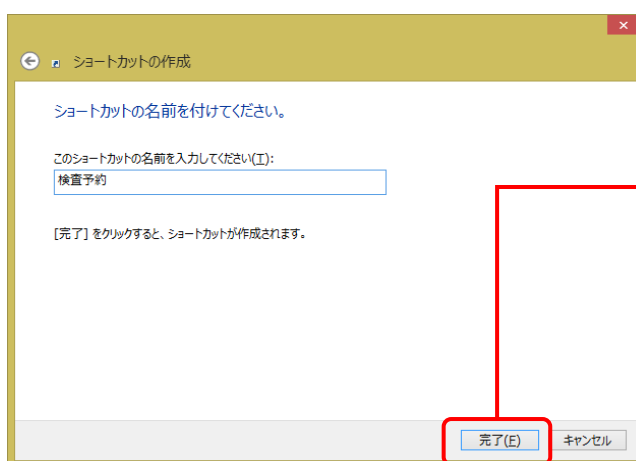 ショートカットの作成
ショートカットの名前を付けてください。
このショートカットの名前を入力してください(T):
検査予約
[完了] をクリックすると、ショートカットが作成されます。
完了(F)
キャンセル